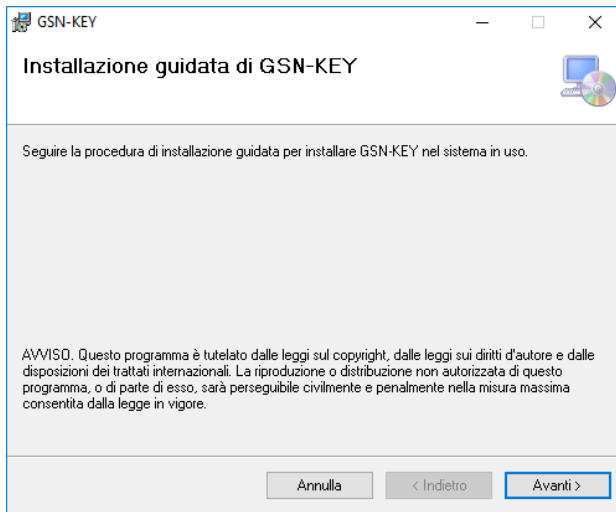 GSN-KEY
Installazione guidata di GSN-KEY
Seguire la procedura di installazione guidata per installare GSN-KEY nel sistema in uso.
AVVISO. Questo programma è tutelato dalle leggi sul copyright, dalle leggi sui diritti d'autore e dalle
disposizioni dei trattati internazionali. La riproduzione o distribuzione non autorizzata di questo
programma, o di parte di esso, sarà perseguibile civilmente e penalmente nella misura massima
consentita dalla legge in vigore.
Annulla < Indietro Avanti >